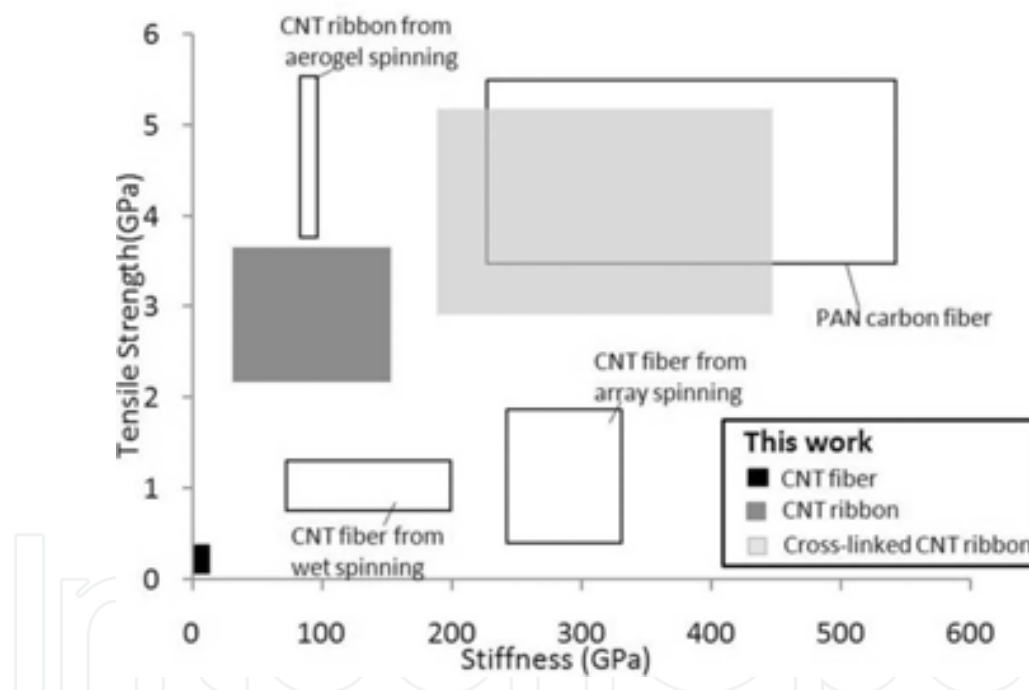 CNT ribbon from
aerogel spinning
6
5
4
3
2
1
0
Tensile Strength(GPa)
PAN carbon fiber
CNT fiber from
array spinning
CNT fiber from
wet spinning
This work
CNT fiber
CNT ribbon
Cross-linked CNT ribbon
0 100 200 300 400 500 600
Stiffness (GPa)